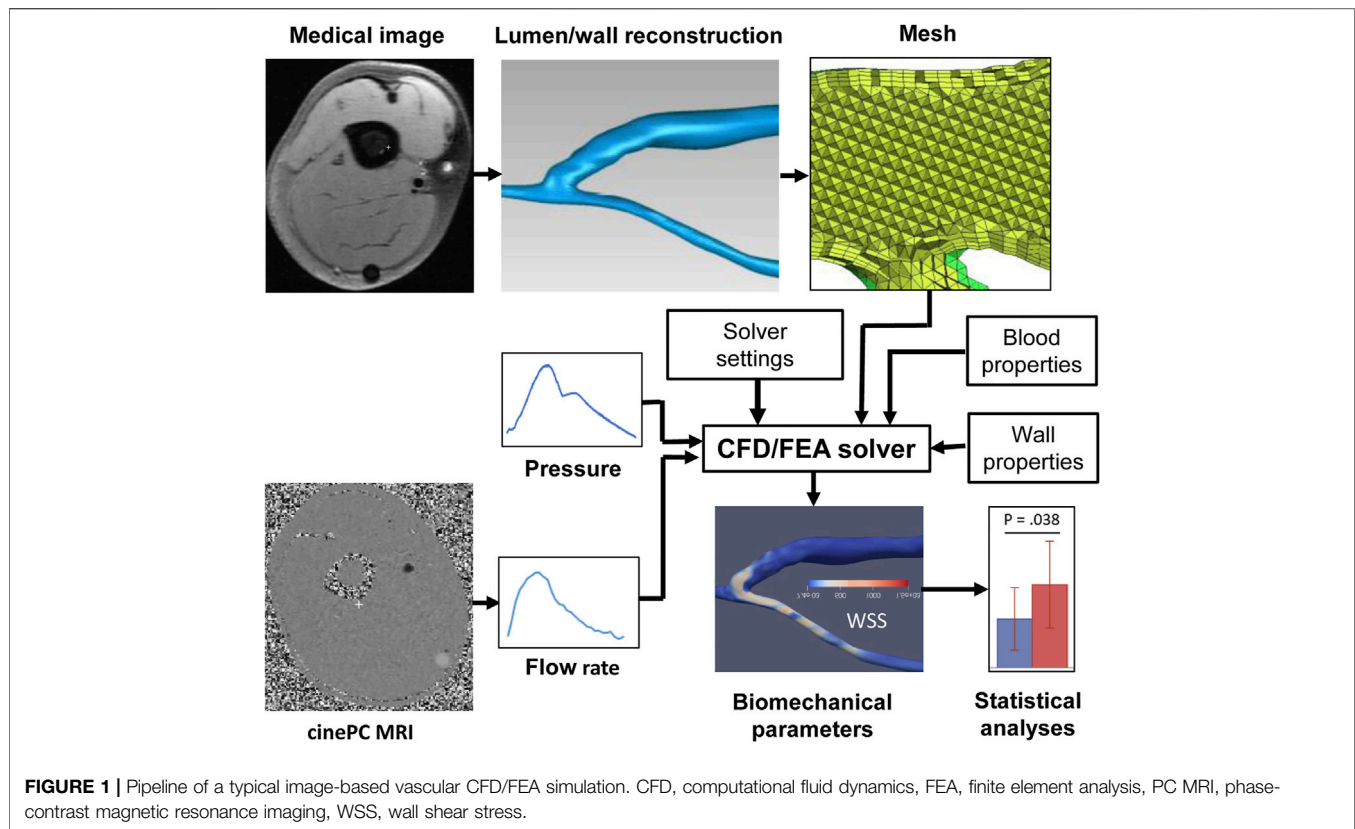 Medical image
Lumen/wall reconstruction
Mesh
Solver
settings
Blood
properties
Pressure
CFD/FEA solver
Wall
properties
cinePC MRI
Flow rate
WSS
Biomechanical
parameters
P = .038
Statistical
analyses
FIGURE 1 | Pipeline of a typical image-based vascular CFD/FEA simulation. CFD, computational fluid dynamics, FEA, finite element analysis, PC MRI, phase-
contrast magnetic resonance imaging, WSS, wall shear stress.